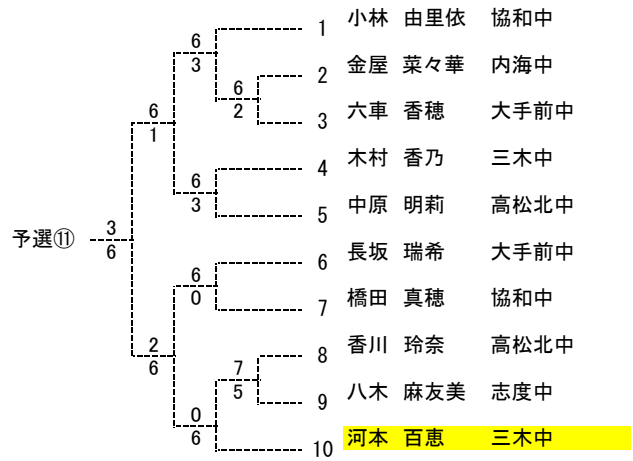 6
1 小林 由里依 協和中
3
2 金屋 菜々華 内海中
6
6
2
3 六車 香穂 大手前中
1
4 木村 香乃 三木中
6
3
5 中原 明莉 高松北中
3
予選⑪
6
6 長坂 瑞希 大手前中
6
0
7 橋田 真穂 協和中
2
8 香川 玲奈 高松北中
6
7
5
9 八木 麻友美 志度中
0
6
10 河本 百恵 三木中